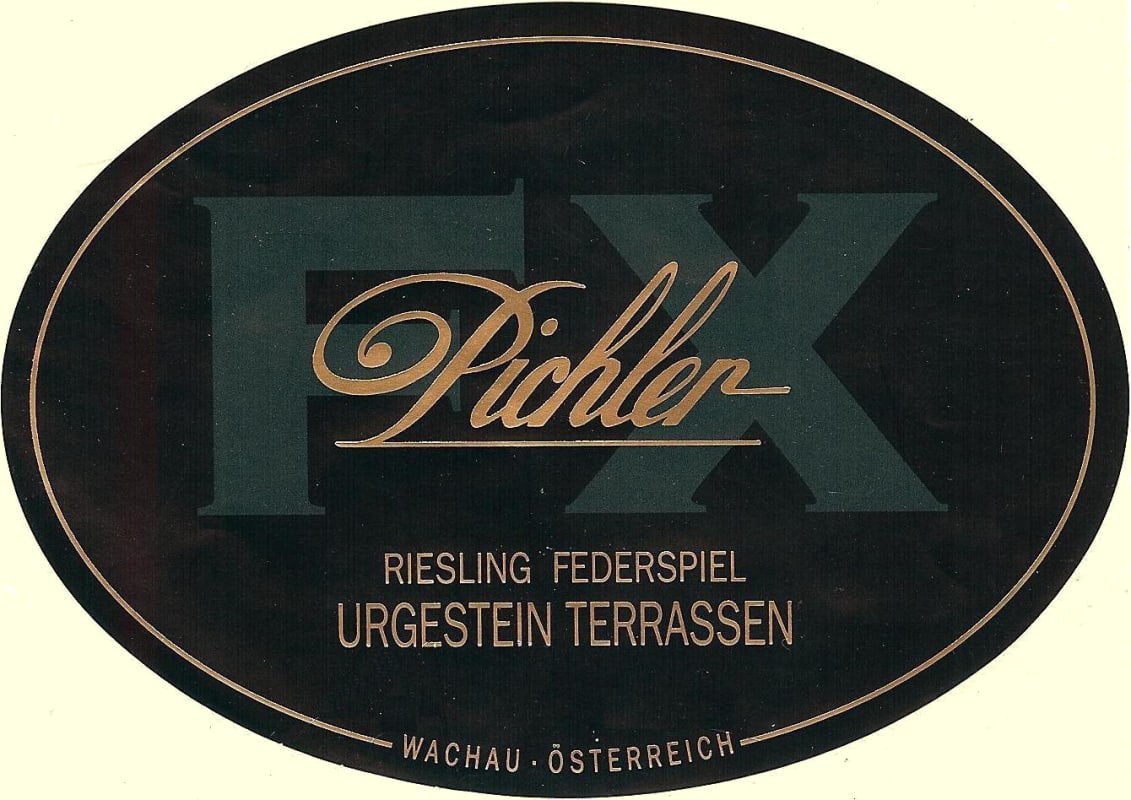 FX
Pichler
RIESLING FEDERSPIEL
URGESTEIN TERRASSEN
WACHAU · ÖSTERREICH